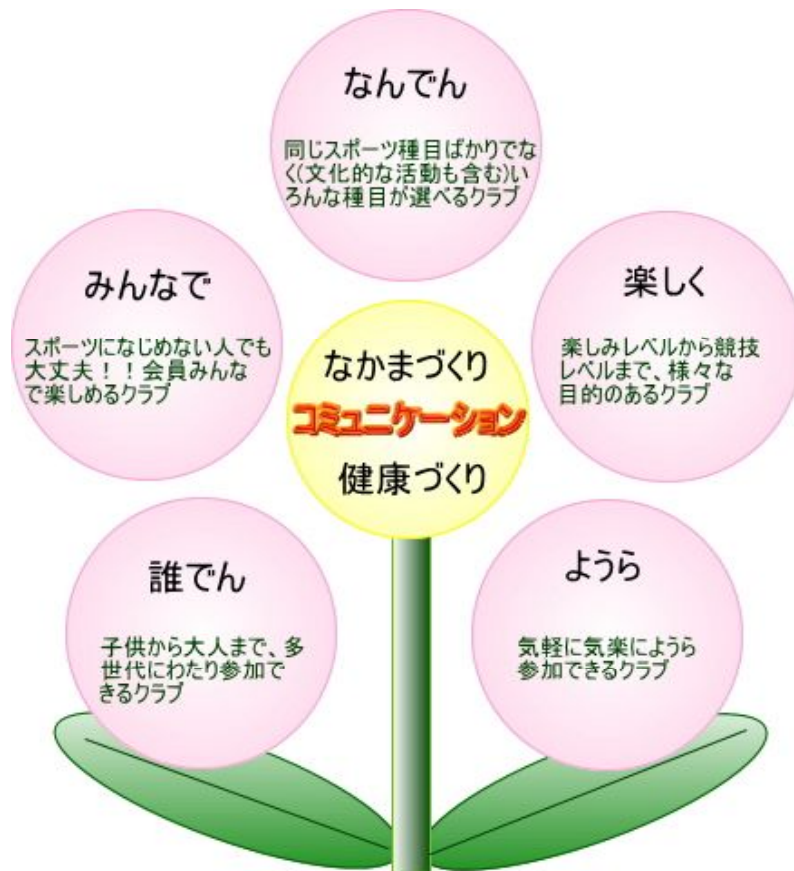 なんでん
同じスポーツ種目ばかりでな
く(文化的な活動も含む)い
ろんな種目が選べるクラブ
みんなで
スポーツになじめない人でも
大丈夫！！会員みんな
で楽しめるクラブ
楽しく
楽しみレベルから競技
レベルまで、様々な
目的のあるクラブ
なかまづくり
コミュニケーション
健康づくり
誰でん
子供から大人まで、多
世代にわたり参加で
きるクラブ
ようら
気軽に気楽にようら
参加できるクラブ